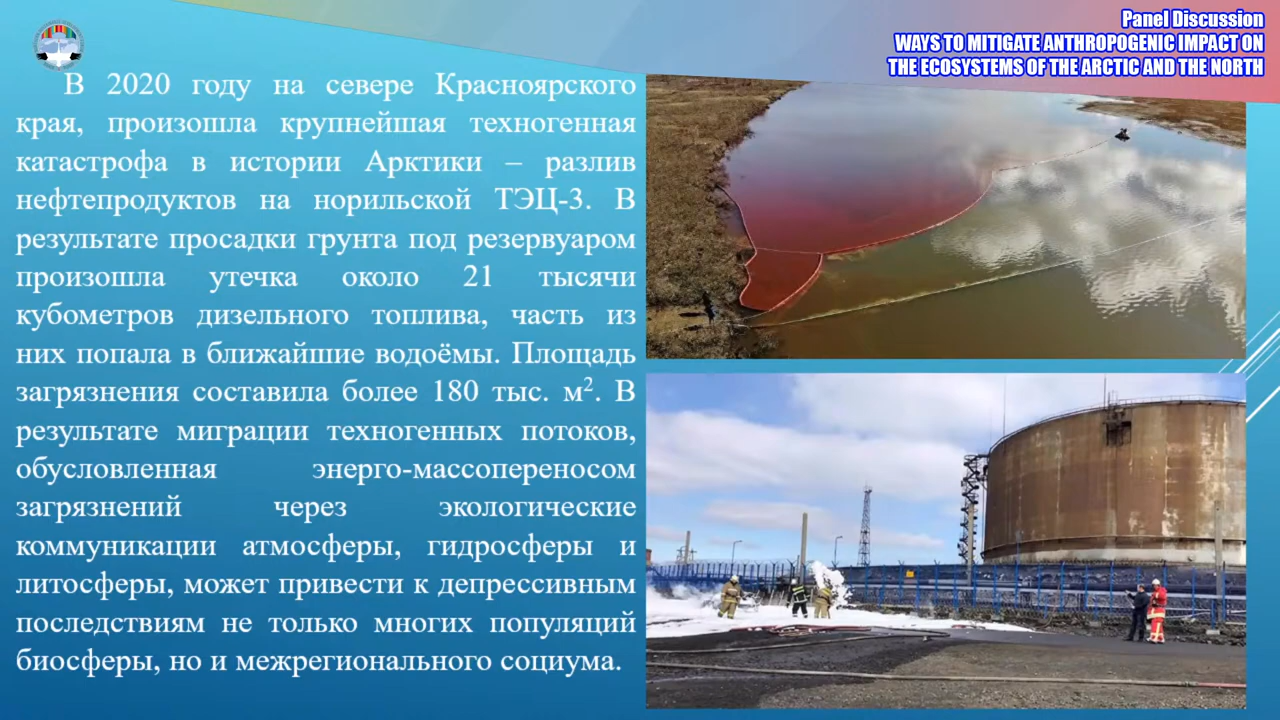 Panel Discussion
WAYS TO MITIGATE ANTHROPOGENIC IMPACT ON
THE ECOSYSTEMS OF THE ARCTIC AND THE NORTH
В 2020 году на севере Красноярского
края, произошла крупнейшая техногенная
катастрофа в истории Арктики – разлив
нефтепродуктов на норильской ТЭЦ-3. В
результате просадки грунта под резервуаром
произошла утечка около 21 тысячи
кубометров дизельного топлива, часть из
них попала в ближайшие водоёмы. Площадь
загрязнения составила более 180 тыс. м². В
результате миграции техногенных потоков,
обусловленная энерго-массопереносом
загрязнений через экологические
коммуникации атмосферы, гидросферы и
литосферы, может привести к депрессивным
последствиям не только многих популяций
биосферы, но и межрегионального социума.